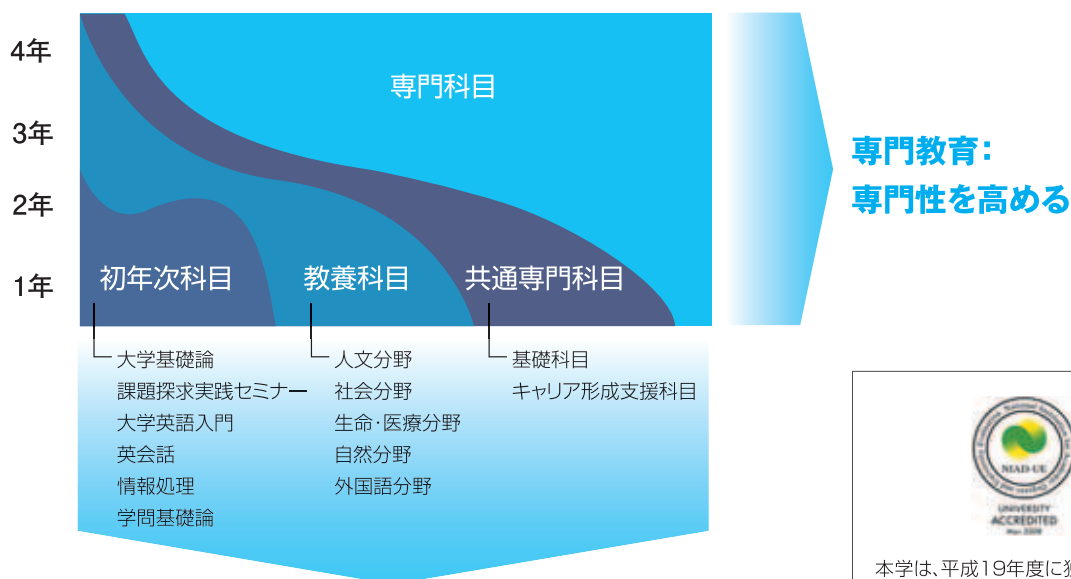 4年
3年
2年
1年
専門科目
初年次科目
教養科目
共通専門科目
大学基礎論
課題探求実践セミナー
大学英語入門
英会話
情報処理
学問基礎論
人文分野
社会分野
生命・医療分野
自然分野
外国語分野
基礎科目
キャリア形成支援科目
専門教育:
専門性を高める
NIAD-UE
UNIVERSITY
ACCREDITED
本学は、平成19年度に